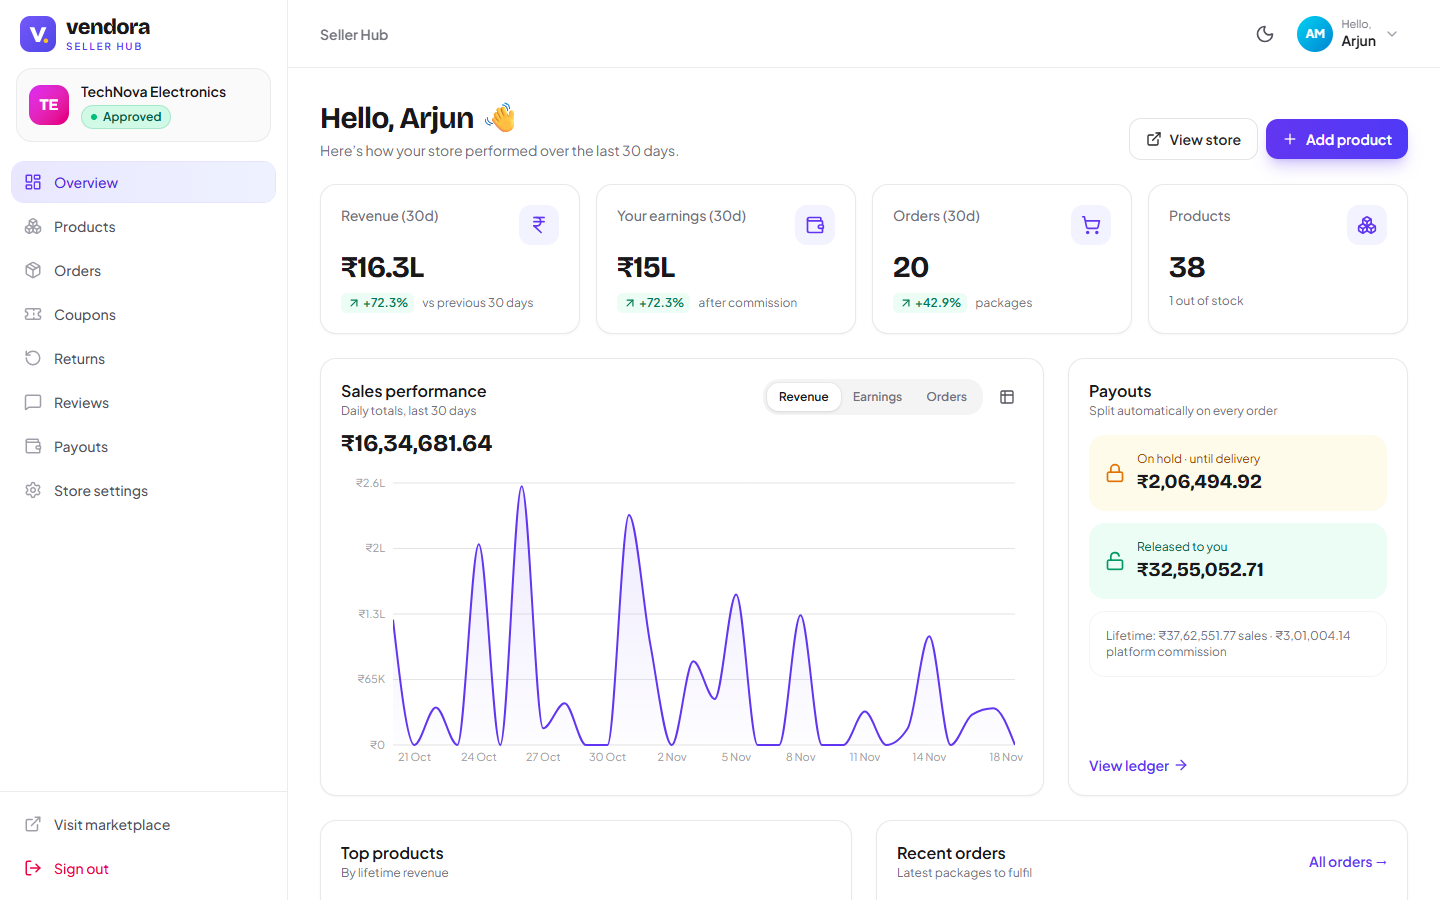 V.
vendora
SELLER HUB
TE
TechNova Electronics
Approved
Overview
Products
Orders
Coupons
Returns
Reviews
Payouts
Store settings
Visit marketplace
Sign out
Seller Hub
AM
Hello,
Arjun
Hello, Arjun 👋
Here's how your store performed over the last 30 days.
View store
Add product
Revenue (30d)
₹16.3L
+72.3% vs previous 30 days
Your earnings (30d)
₹15L
+72.3% after commission
Orders (30d)
20
+42.9% packages
Products
38
1 out of stock
Sales performance
Daily totals, last 30 days
Revenue Earnings Orders
₹16,34,681.64
₹2.6L
₹2L
₹1.3L
₹65K
₹0
21 Oct 24 Oct 27 Oct 30 Oct 2 Nov 5 Nov 8 Nov 11 Nov 14 Nov 18 Nov
Payouts
Split automatically on every order
On hold · until delivery
₹2,06,494.92
Released to you
₹32,55,052.71
Lifetime: ₹37,62,551.77 sales · ₹3,01,004.14
platform commission
View ledger →
Top products
By lifetime revenue
Recent orders
Latest packages to fulfil
All orders →